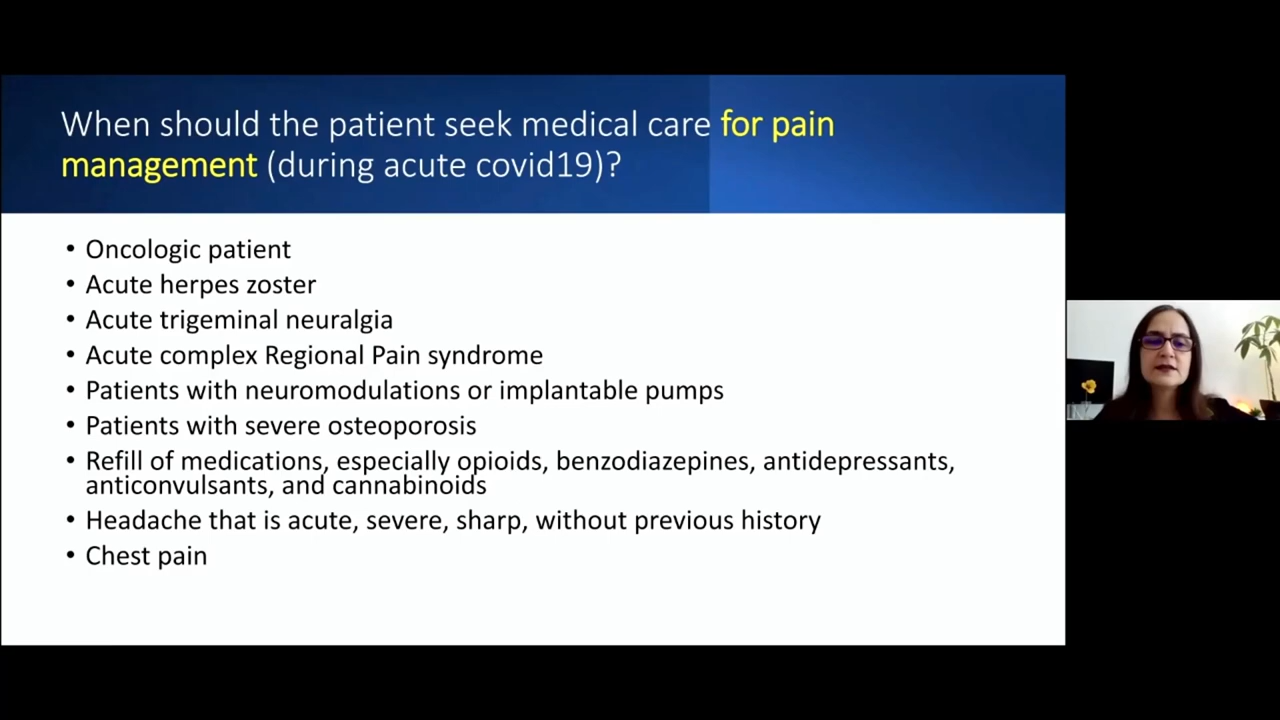 When should the patient seek medical care for pain
management (during acute covid19)?
• Oncologic patient
• Acute herpes zoster
• Acute trigeminal neuralgia
• Acute complex Regional Pain syndrome
• Patients with neuromodulations or implantable pumps
• Patients with severe osteoporosis
• Refill of medications, especially opioids, benzodiazepines, antidepressants,
anticonvulsants, and cannabinoids
• Headache that is acute, severe, sharp, without previous history
• Chest pain